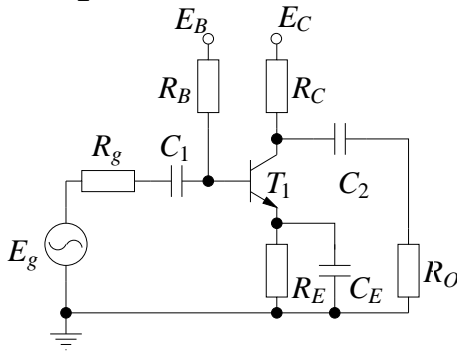 E_B E_C
R_B R_C
R_g C_1
T_1 C_2
E_g R_E C_E R_O